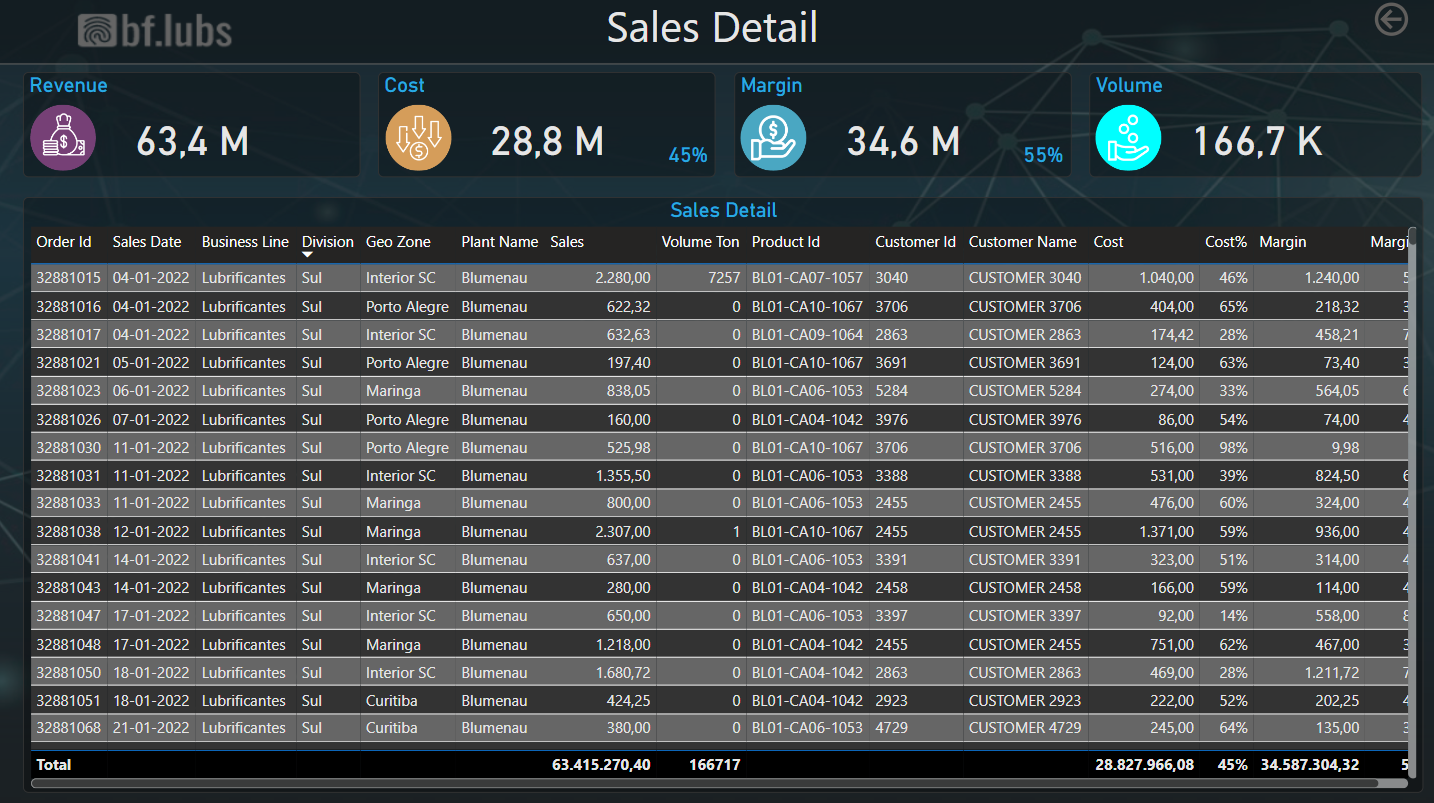 bf.lubs
Sales Detail
Revenue
63,4 M
Cost
28,8 M
45%
Margin
34,6 M
55%
Volume
166,7 K
Sales Detail
Order Id Sales Date Business Line Division Geo Zone Plant Name Sales Volume Ton Product Id Customer Id Customer Name Cost Cost% Margin Margi
32881015 04-01-2022 Lubrificantes Sul Interior SC Blumenau 2.280,00 7257 BL01-CA07-1057 3040 CUSTOMER 3040 1.040,00 46% 1.240,00 5
32881016 04-01-2022 Lubrificantes Sul Porto Alegre Blumenau 622,32 0 BL01-CA10-1067 3706 CUSTOMER 3706 404,00 65% 218,32 3
32881017 04-01-2022 Lubrificantes Sul Interior SC Blumenau 632,63 0 BL01-CA09-1064 2863 CUSTOMER 2863 174,42 28% 458,21 7
32881021 05-01-2022 Lubrificantes Sul Porto Alegre Blumenau 197,40 0 BL01-CA10-1067 3691 CUSTOMER 3691 124,00 63% 73,40 3
32881023 06-01-2022 Lubrificantes Sul Maringa Blumenau 838,05 0 BL01-CA06-1053 5284 CUSTOMER 5284 274,00 33% 564,05 6
32881026 07-01-2022 Lubrificantes Sul Porto Alegre Blumenau 160,00 0 BL01-CA04-1042 3976 CUSTOMER 3976 86,00 54% 74,00 4
32881030 11-01-2022 Lubrificantes Sul Porto Alegre Blumenau 525,98 0 BL01-CA10-1067 3706 CUSTOMER 3706 516,00 98% 9,98
32881031 11-01-2022 Lubrificantes Sul Interior SC Blumenau 1.355,50 0 BL01-CA06-1053 3388 CUSTOMER 3388 531,00 39% 824,50 6
32881033 11-01-2022 Lubrificantes Sul Maringa Blumenau 800,00 0 BL01-CA06-1053 2455 CUSTOMER 2455 476,00 60% 324,00 4
32881038 12-01-2022 Lubrificantes Sul Maringa Blumenau 2.307,00 1 BL01-CA10-1067 2455 CUSTOMER 2455 1.371,00 59% 936,00 4
32881041 14-01-2022 Lubrificantes Sul Interior SC Blumenau 637,00 0 BL01-CA06-1053 3391 CUSTOMER 3391 323,00 51% 314,00 4
32881043 14-01-2022 Lubrificantes Sul Maringa Blumenau 280,00 0 BL01-CA04-1042 2458 CUSTOMER 2458 166,00 59% 114,00 4
32881047 17-01-2022 Lubrificantes Sul Interior SC Blumenau 650,00 0 BL01-CA06-1053 3397 CUSTOMER 3397 92,00 14% 558,00 8
32881048 17-01-2022 Lubrificantes Sul Maringa Blumenau 1.218,00 0 BL01-CA04-1042 2455 CUSTOMER 2455 751,00 62% 467,00 3
32881050 18-01-2022 Lubrificantes Sul Interior SC Blumenau 1.680,72 0 BL01-CA04-1042 2863 CUSTOMER 2863 469,00 28% 1.211,72 7
32881051 18-01-2022 Lubrificantes Sul Curitiba Blumenau 424,25 0 BL01-CA04-1042 2923 CUSTOMER 2923 222,00 52% 202,25 4
32881068 21-01-2022 Lubrificantes Sul Curitiba Blumenau 380,00 0 BL01-CA06-1053 4729 CUSTOMER 4729 245,00 64% 135,00 3
Total 63.415.270,40 166717 28.827.966,08 45% 34.587.304,32 5